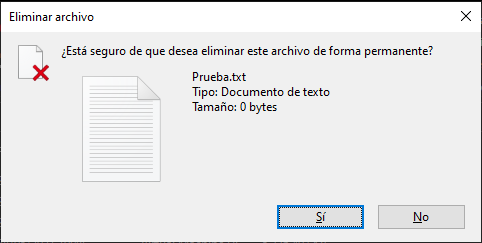 Eliminar archivo
¿Está seguro de que desea eliminar este archivo de forma permanente?
Prueba.txt
Tipo: Documento de texto
Tamaño: 0 bytes
Sí
No